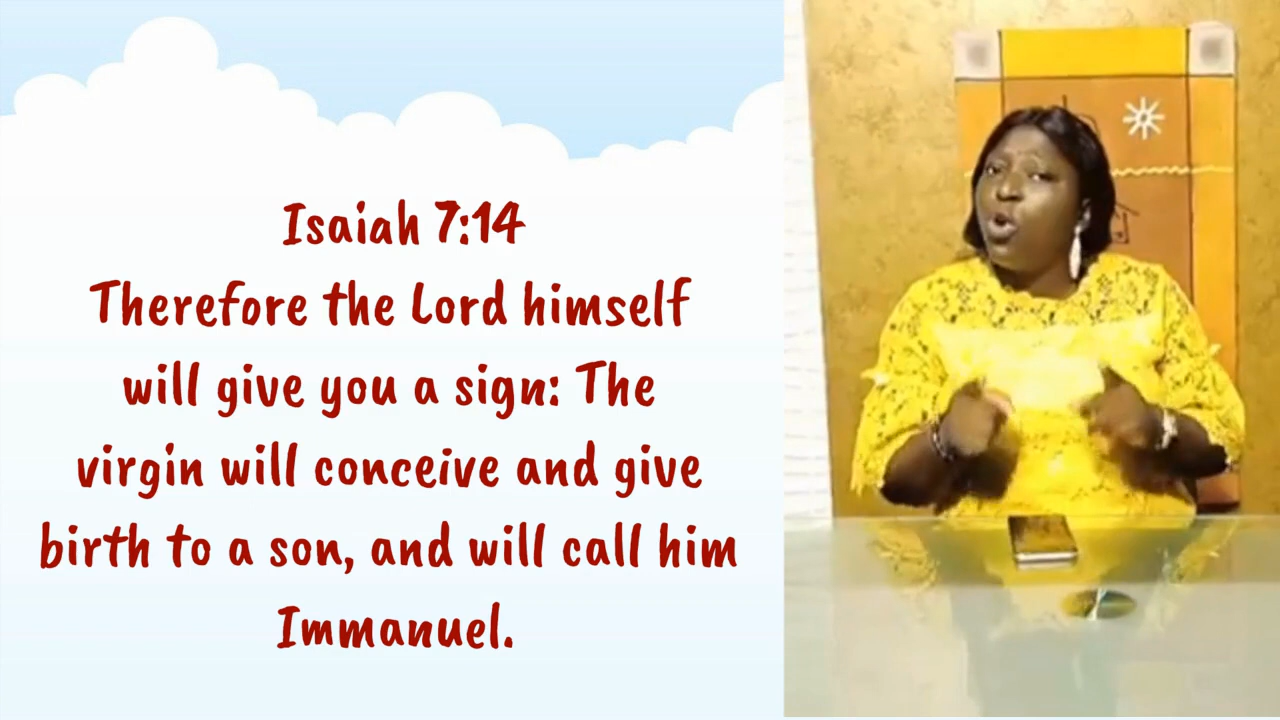 Isaiah 7:14
Therefore the Lord himself
will give you a sign: The
virgin will conceive and give
birth to a son, and will call him
Immanuel.